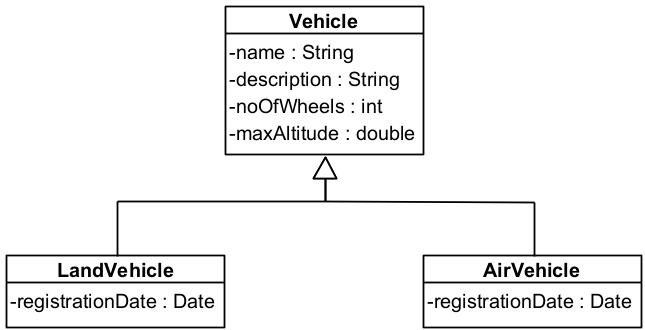 Vehicle
-name : String
-description : String
-noOfWheels : int
-maxAltitude : double
LandVehicle
-registrationDate : Date
AirVehicle
-registrationDate : Date